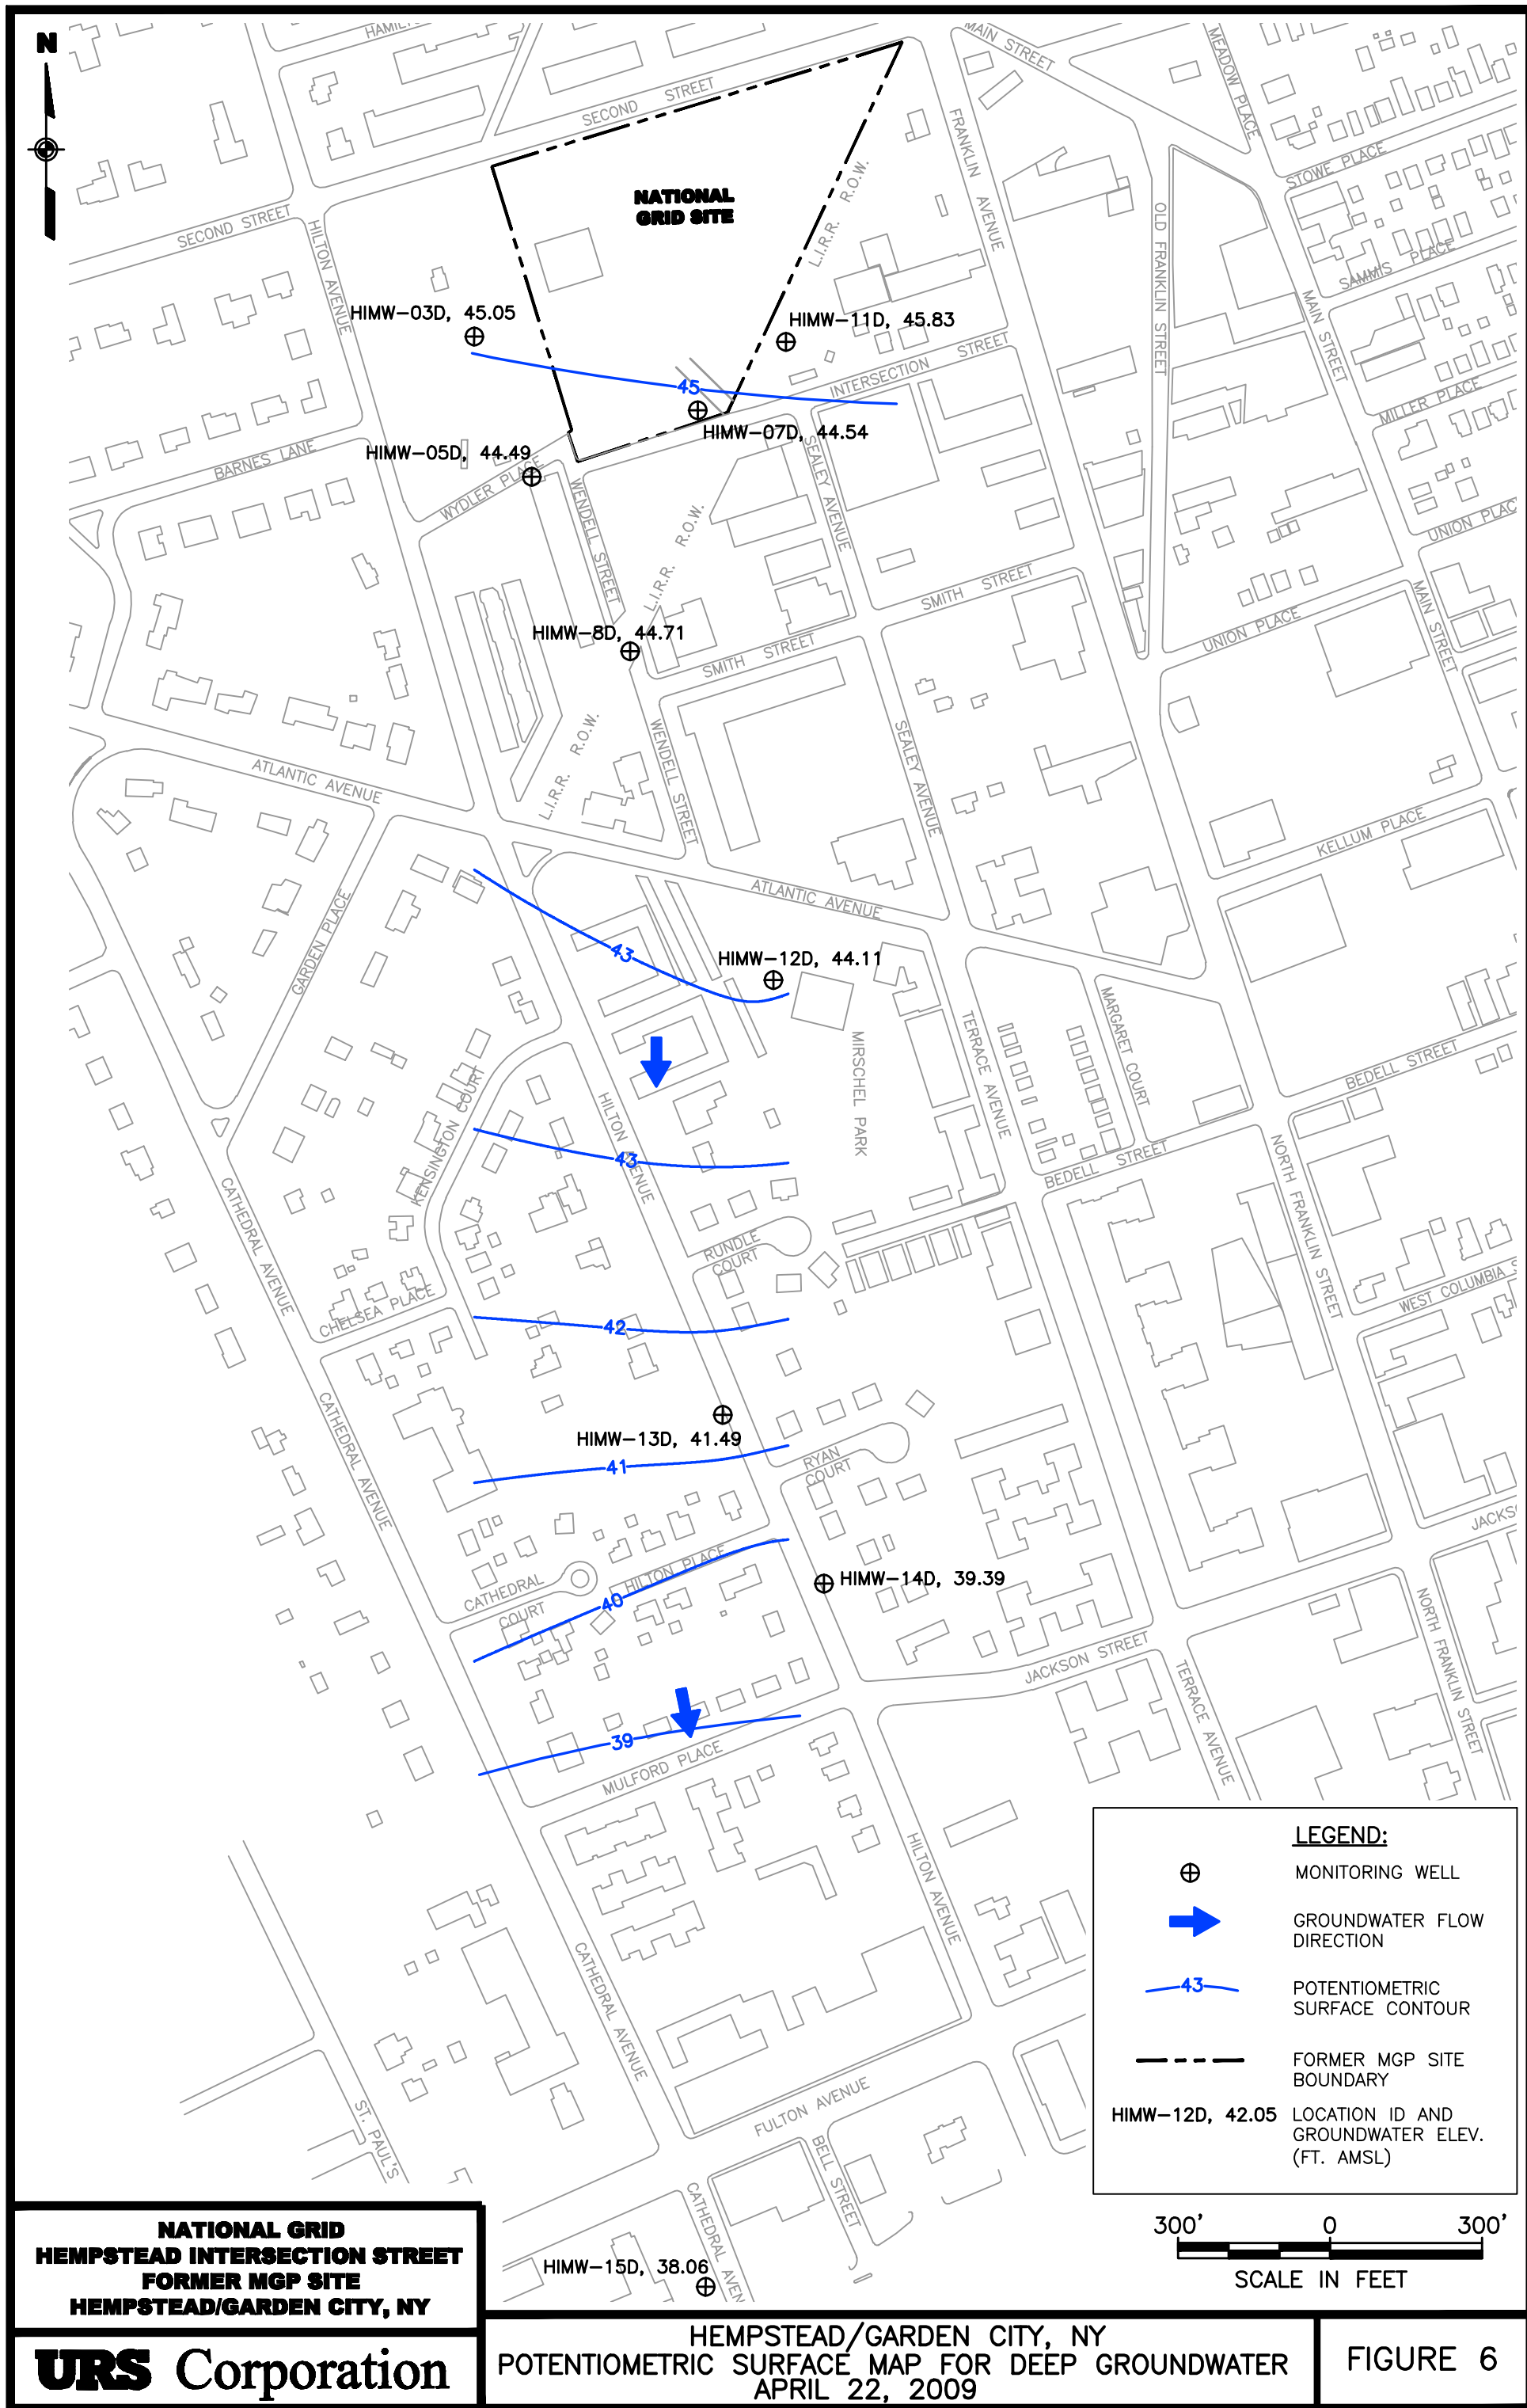 N
HAMIL
SECOND STREET
MAIN STREET
MEADOW PLACE
STOWE PLACE
NATIONAL
GRID SITE
L.I.R.R. R.O.W.
FRANKLIN AVENUE
OLD FRANKLIN STREET
SECOND STREET
HILTON AVENUE
SAMMIS PLACE
MAIN STREET
HIMW-03D, 45.05
HIMW-11D, 45.83
INTERSECTION STREET
45
MILLER PLACE
HIMW-07D, 44.54
HIMW-05D, 44.49
BARNES LANE
WYDLER PLACE
WENDELL STREET
SEALEY AVENUE
L.I.R.R. R.O.W.
UNION PLAC
SMITH STREET
MAIN STREET
UNION PLACE
HIMW-8D, 44.71
SMITH STREET
WENDELL STREET
SEALEY AVENUE
L.I.R.R. R.O.W.
ATLANTIC AVENUE
KELLUM PLACE
ATLANTIC AVENUE
GARDEN PLACE
43
HIMW-12D, 44.11
MIRSCHEL PARK
TERRACE AVENUE
MARGARET COURT
BEDELL STREET
KENSINGTON COURT
HILTON AVENUE
43
BEDELL STREET
NORTH FRANKLIN STREET
CATHEDRAL AVENUE
RUNDLE
COURT
WEST COLUMBIA S
CHELSEA PLACE
42
CATHEDRAL AVENUE
HIMW-13D, 41.49
RYAN
COURT
41
JACKS
CATHEDRAL
COURT
HILTON PLACE
HIMW-14D, 39.39
40
NORTH FRANKLIN STREET
JACKSON STREET
TERRACE AVENUE
39
MULFORD PLACE
HILTON AVENUE
CATHEDRAL AVENUE
FULTON AVENUE
BELL STREET
ST. PAUL'S
CATHEDRAL AVEN
HIMW-15D, 38.06
LEGEND:
MONITORING WELL
GROUNDWATER FLOW
DIRECTION
43
POTENTIOMETRIC
SURFACE CONTOUR
FORMER MGP SITE
BOUNDARY
HIMW-12D, 42.05 LOCATION ID AND
GROUNDWATER ELEV.
(FT. AMSL)
300' 0 300'
SCALE IN FEET
NATIONAL GRID
HEMPSTEAD INTERSECTION STREET
FORMER MGP SITE
HEMPSTEAD/GARDEN CITY, NY
URS Corporation
HEMPSTEAD/GARDEN CITY, NY
POTENTIOMETRIC SURFACE MAP FOR DEEP GROUNDWATER
APRIL 22, 2009
FIGURE 6